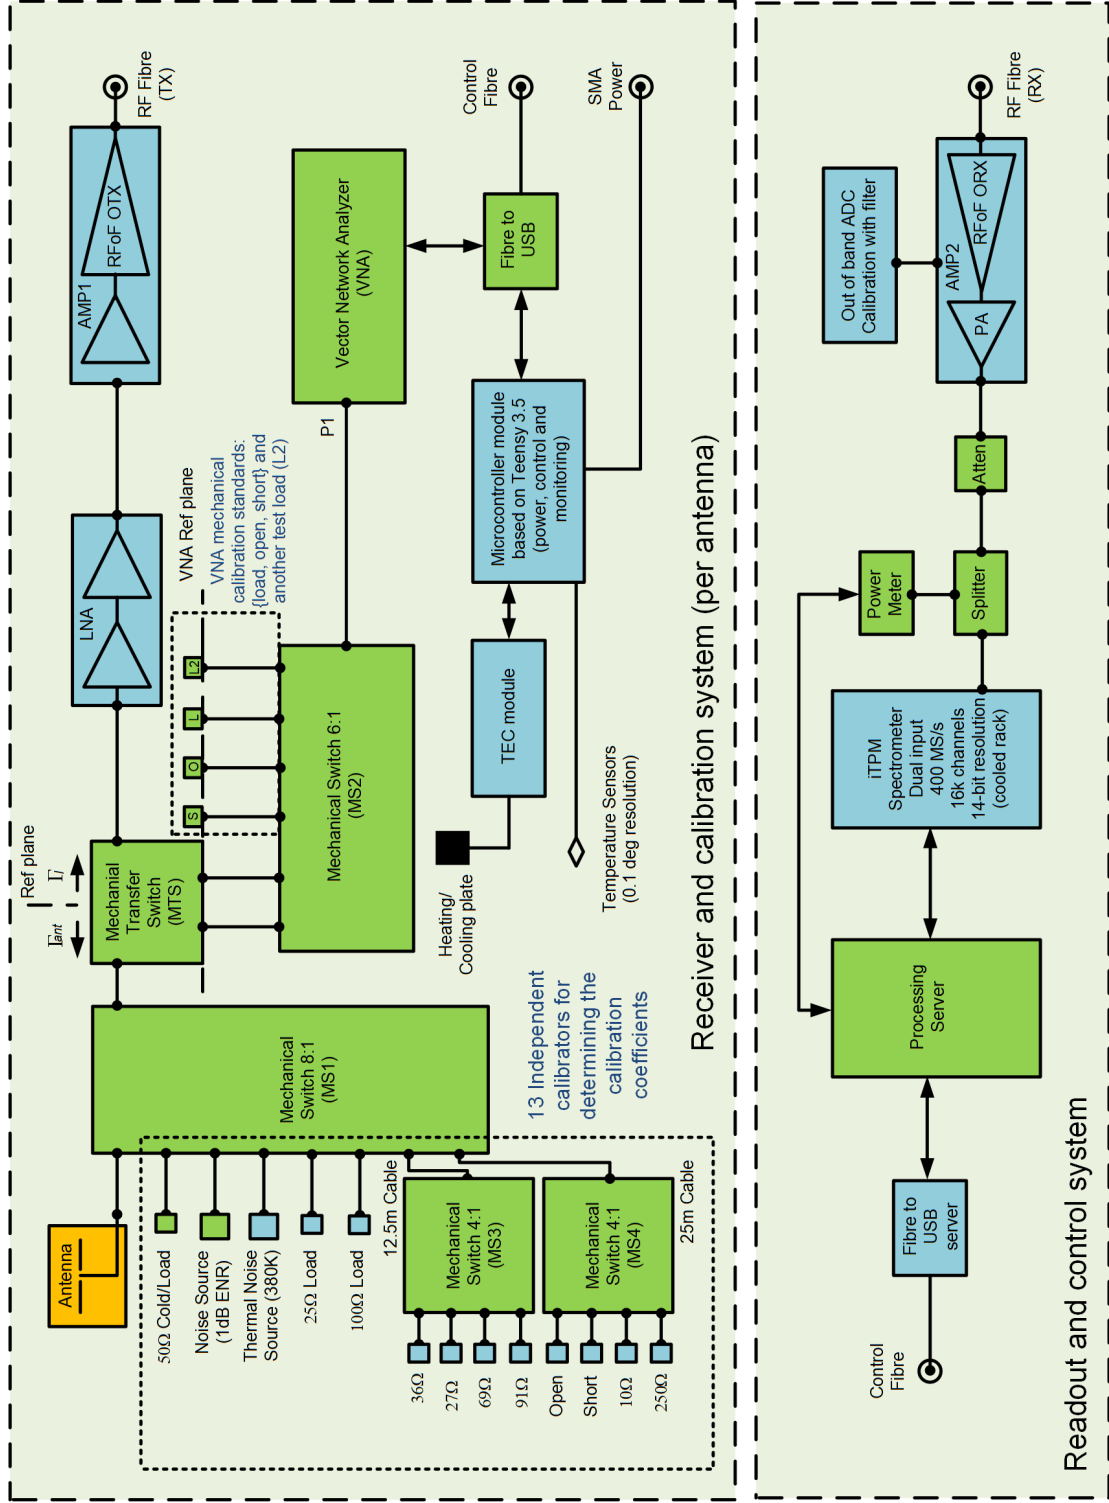 Antenna
50Ω Cold/Load
Noise Source
(1dB ENR)
Thermal Noise
Source (380K)
25Ω Load
100Ω Load
12.5m Cable
25m Cable
36Ω
27Ω
69Ω
91Ω
Open
Short
10Ω
250Ω
Mechanical
Switch 4:1
(MS3)
Mechanical
Switch 4:1
(MS4)
Mechanical
Switch 8:1
(MS1)
13 Independent
calibrators for
determining the
calibration
coefficients
Ref plane
Γant
Γl
Mechanial
Transfer
Switch
(MTS)
LNA
AMP1
RFoF OTX
RF Fibre
(TX)
S
O
L
L2
VNA Ref plane
VNA mechanical
calibration standards:
{load, open, short} and
another test load (L2)
Mechanical Switch 6:1
(MS2)
P1
Vector Network Analyzer
(VNA)
Fibre to
USB
Control
Fibre
SMA
Power
Heating/
Cooling plate
TEC module
Microcontroller module
based on Teensy 3.5
(power, control and
monitoring)
Temperature Sensors
(0.1 deg resolution)
Receiver and calibration system (per antenna)
Control
Fibre
Fibre to
USB
server
Processing
Server
iTPM
Spectrometer
Dual input
400 MS/s
16k channels
14-bit resolution
(cooled rack)
Power
Meter
Splitter
Atten
Out of band ADC
Calibration with filter
AMP2
PA
RFoF ORX
RF Fibre
(RX)
Readout and control system